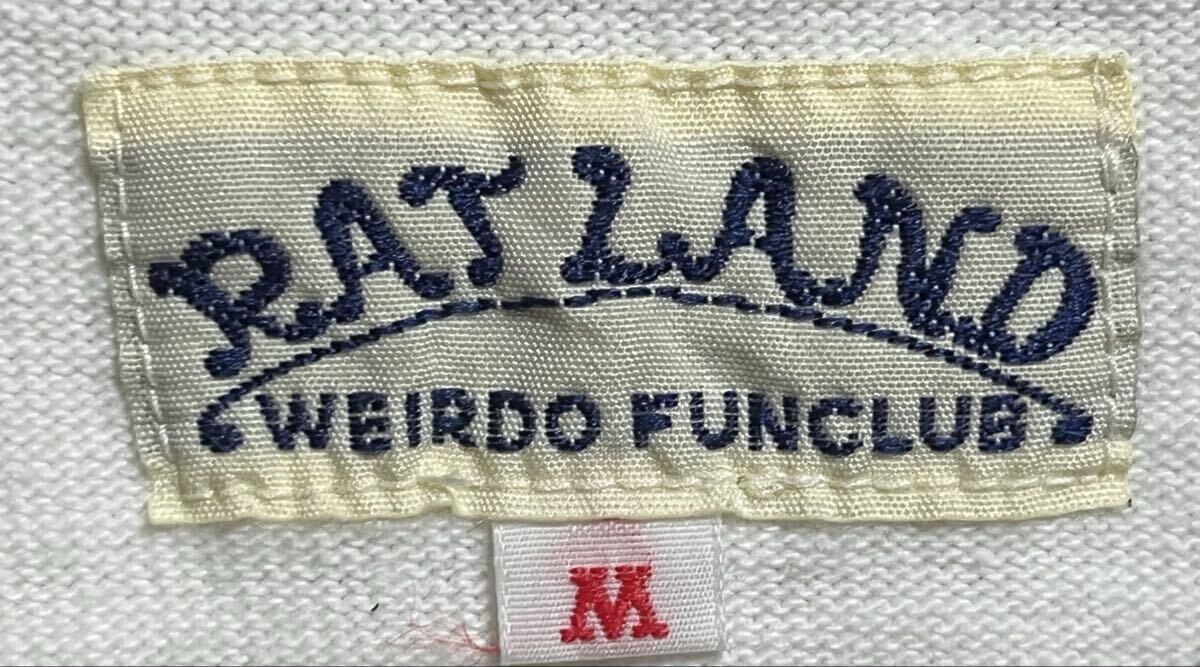 RAT LAND
WEIRDO FUNCLUB
M